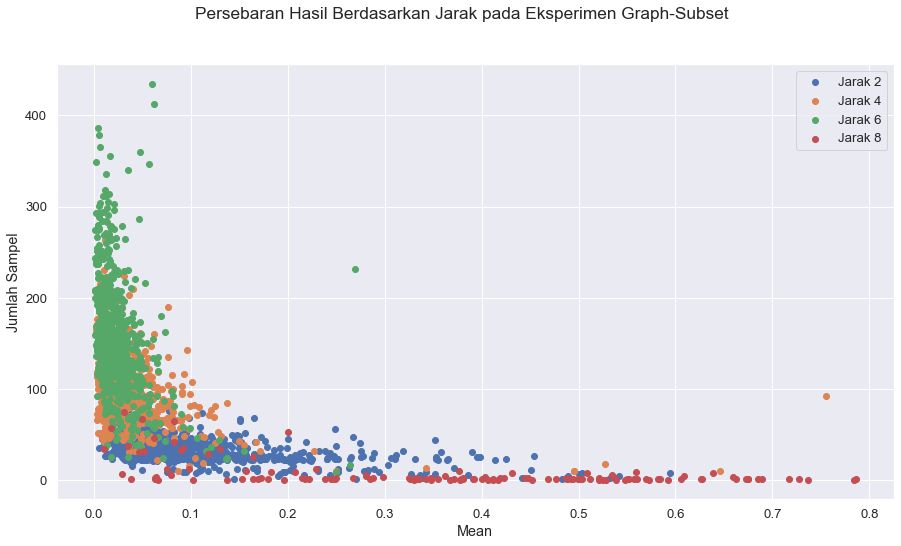 Persebaran Hasil Berdasarkan Jarak pada Eksperimen Graph-Subset
Jarak 2
Jarak 4
Jarak 6
Jarak 8
400
300
200
100
0
Jumlah Sampel
0.0 0.1 0.2 0.3 0.4 0.5 0.6 0.7 0.8
Mean